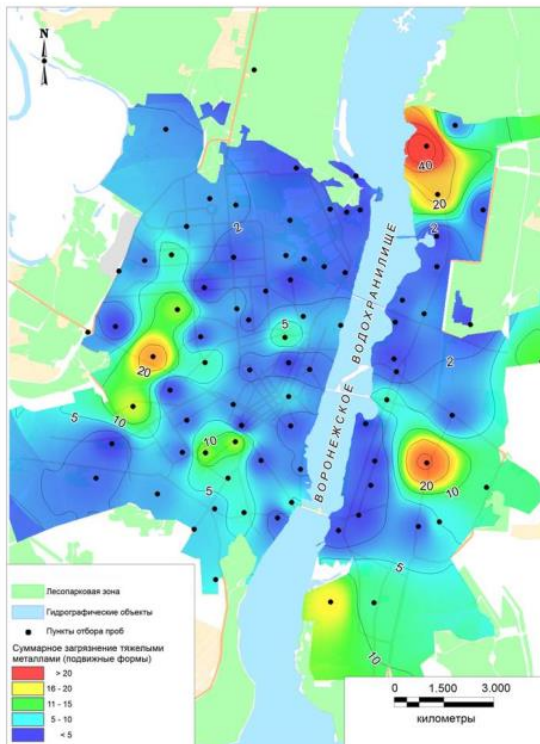 N
40
20
2
2
ВОРОНЕЖСКОЕ ВОДОХРАНИЛИЩЕ
5
20
2
10
5
10
20
10
5
5
10
Лесопарковая зона
Гидрографические объекты
Пункты отбора проб
Суммарное загрязнение тяжелыми
металлами (подвижные формы)
> 20
16 - 20
11 - 15
5 - 10
< 5
0 1.500 3.000
километры